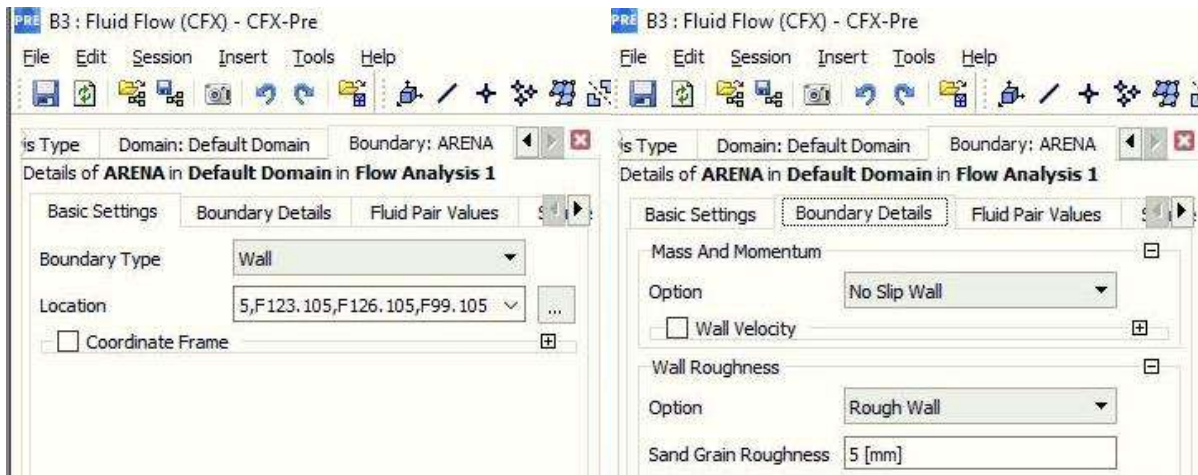 PRE B3 : Fluid Flow (CFX) - CFX-Pre
File Edit Session Insert Tools Help
is Type Domain: Default Domain Boundary: ARENA
Details of ARENA in Default Domain in Flow Analysis 1
Basic Settings Boundary Details Fluid Pair Values
Boundary Type Wall
Location 5,F123.105,F126.105,F99.105 ...
Coordinate Frame
PRE B3 : Fluid Flow (CFX) - CFX-Pre
File Edit Session Insert Tools Help
is Type Domain: Default Domain Boundary: ARENA
Details of ARENA in Default Domain in Flow Analysis 1
Basic Settings Boundary Details Fluid Pair Values
Mass And Momentum
Option No Slip Wall
Wall Velocity
Wall Roughness
Option Rough Wall
Sand Grain Roughness 5 [mm]